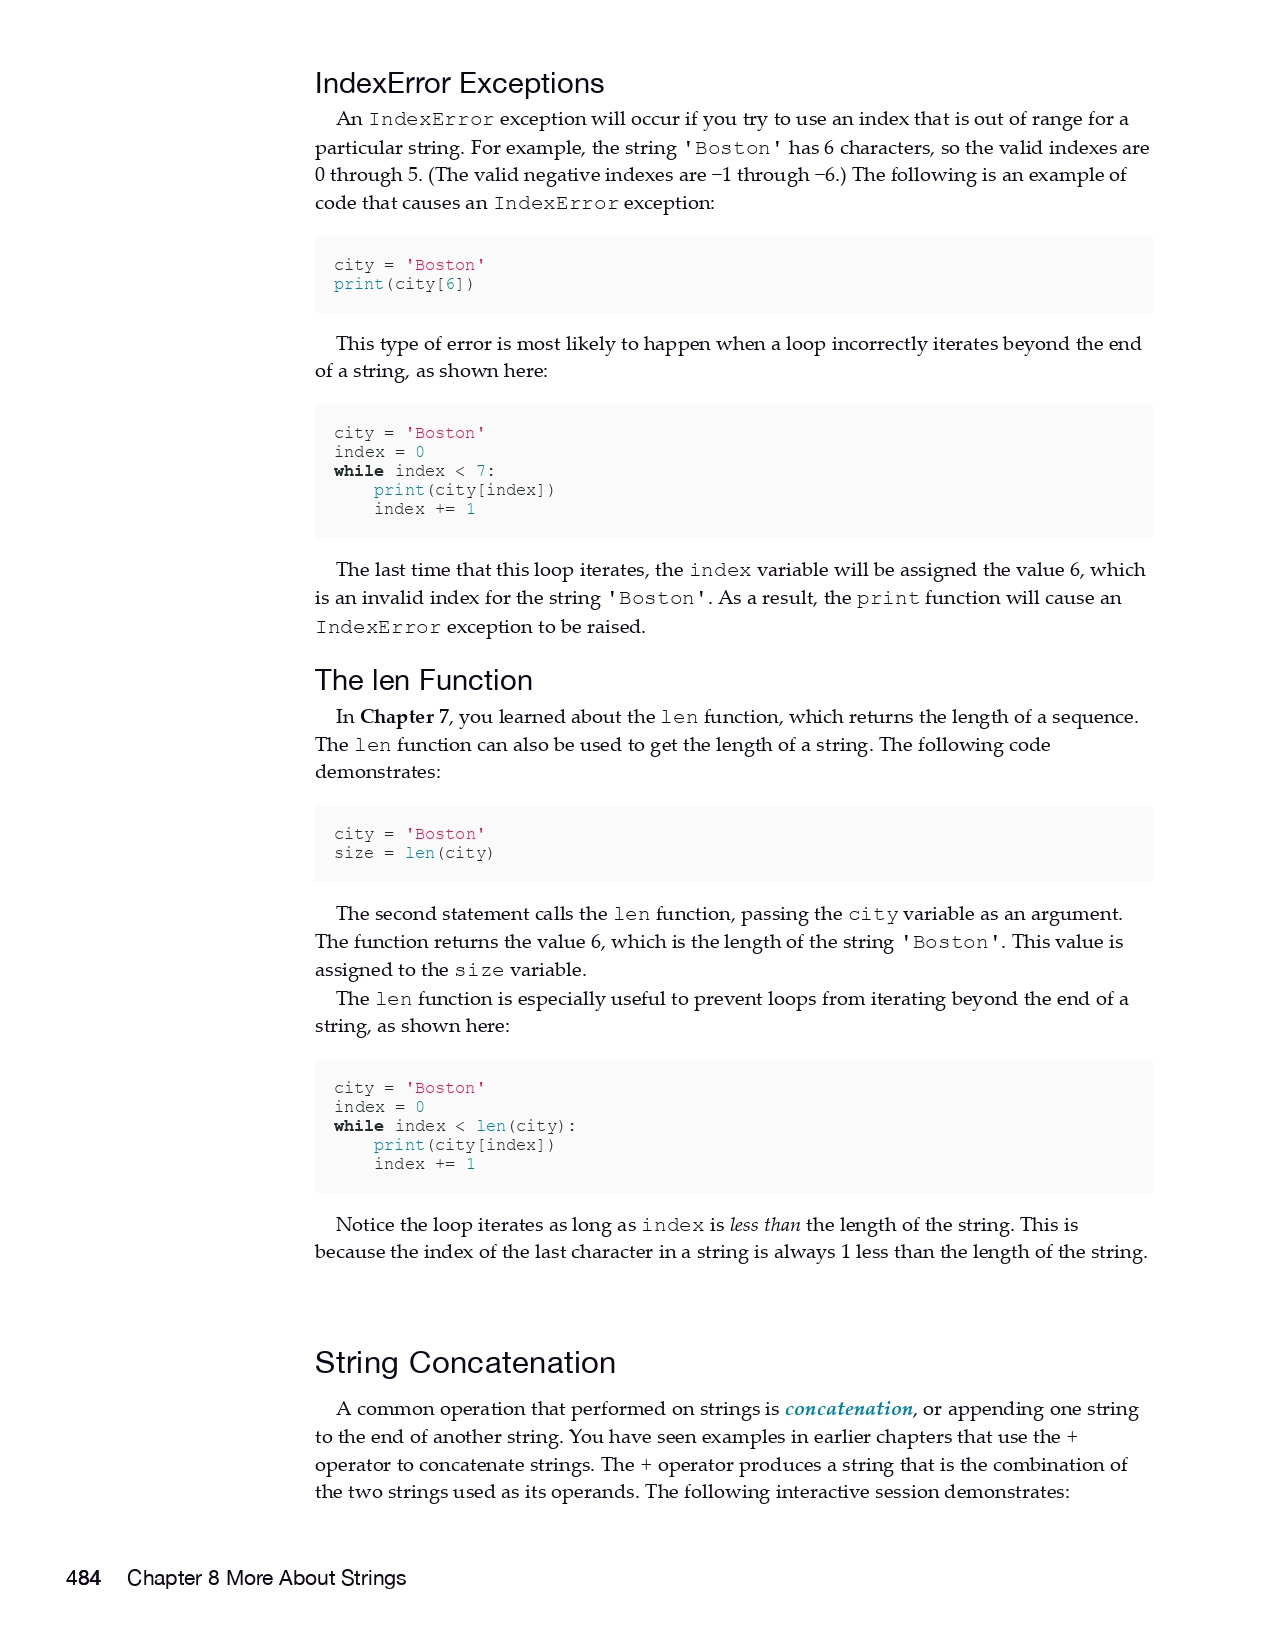 IndexError Exceptions
An IndexError exception will occur if you try to use an index that is out of range for a
particular string. For example, the string 'Boston' has 6 characters, so the valid indexes are
0 through 5. (The valid negative indexes are −1 through −6.) The following is an example of
code that causes an IndexError exception:
city = 'Boston'
print(city[6])
This type of error is most likely to happen when a loop incorrectly iterates beyond the end
of a string, as shown here:
city = 'Boston'
index = 0
while index < 7:
    print(city[index])
    index += 1
The last time that this loop iterates, the index variable will be assigned the value 6, which
is an invalid index for the string 'Boston'. As a result, the print function will cause an
IndexError exception to be raised.
The len Function
In Chapter 7, you learned about the len function, which returns the length of a sequence.
The len function can also be used to get the length of a string. The following code
demonstrates:
city = 'Boston'
size = len(city)
The second statement calls the len function, passing the city variable as an argument.
The function returns the value 6, which is the length of the string 'Boston'. This value is
assigned to the size variable.
The len function is especially useful to prevent loops from iterating beyond the end of a
string, as shown here:
city = 'Boston'
index = 0
while index < len(city):
    print(city[index])
    index += 1
Notice the loop iterates as long as index is less than the length of the string. This is
because the index of the last character in a string is always 1 less than the length of the string.
String Concatenation
A common operation that performed on strings is concatenation, or appending one string
to the end of another string. You have seen examples in earlier chapters that use the +
operator to concatenate strings. The + operator produces a string that is the combination of
the two strings used as its operands. The following interactive session demonstrates:
484 Chapter 8 More About Strings